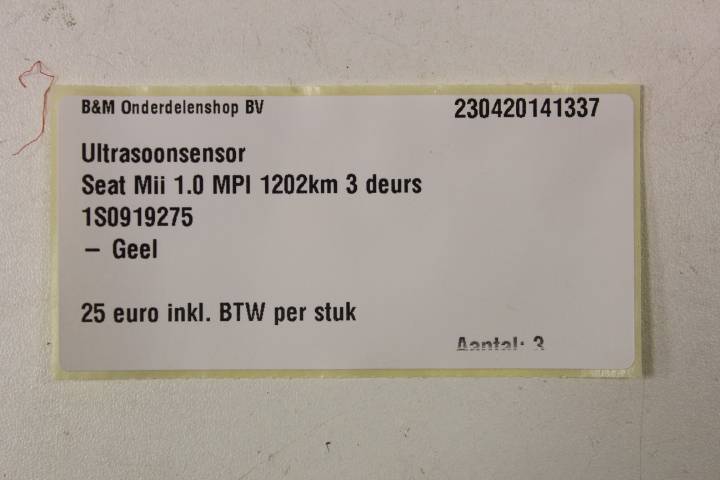 B&M Onderdelenshop BV 230420141337
Ultrasoonsensor
Seat Mii 1.0 MPI 1202km 3 deurs
1S0919275
– Geel
25 euro inkl. BTW per stuk
Aantal: 3